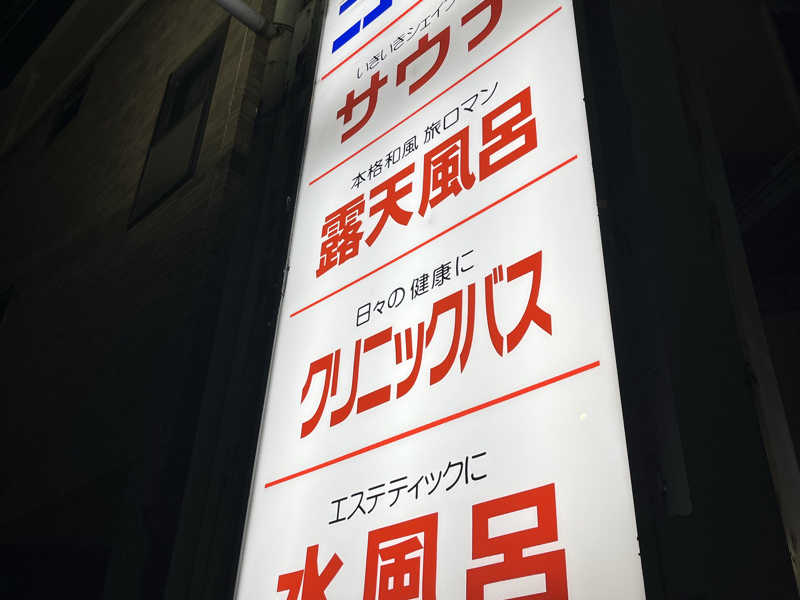 いきいきシェイプ
サウナ
本格和風 旅ロマン
露天風呂
日々の健康に
クリニックバス
エステティックに
水風呂